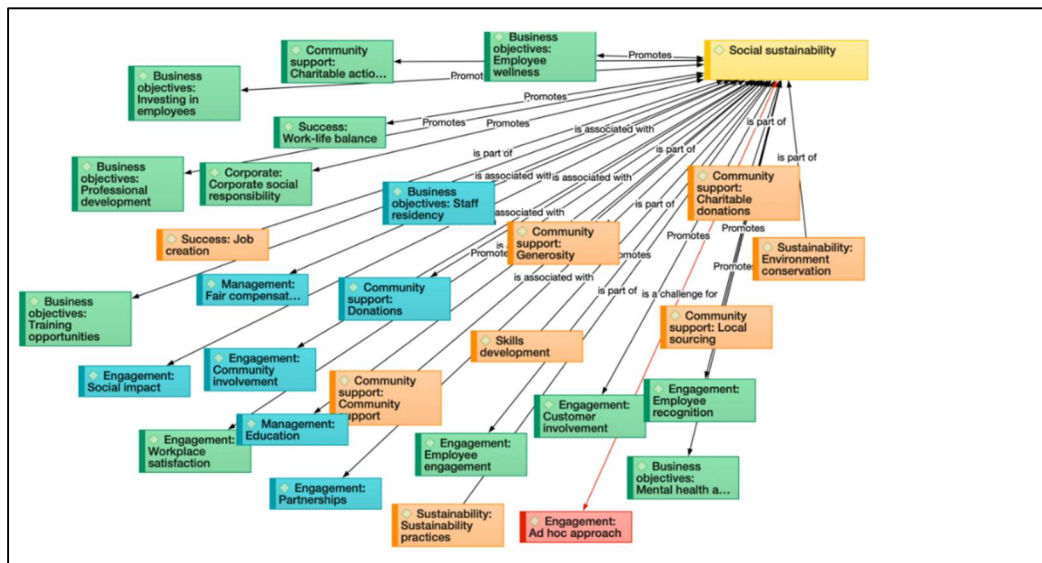 Business
objectives:
Employee
wellness
Social sustainability
Community
support:
Charitable actio…
Promotes
Business
objectives:
Investing in
employees
Promo
Promotes
Success:
Work-life balance
Promotes
Promotes
is associated with
is part of
is part of
is part of
Business
objectives:
Professional
development
Corporate:
Corporate social
responsibility
is associated with
is associated with
Business
objectives: Staff
residency
Community
support:
Charitable
donations
is part of
associated with
Success: Job
creation
Community
support:
Generosity
Promotes
Promotes
Sustainability:
Environment
conservation
Promo
romotes
Management:
Fair compensat…
Community
support:
Donations
is associated with
Promote
is part of
is a challenge for
Business
objectives:
Training
opportunities
Community
support: Local
sourcing
Skills
development
Engagement:
Social impact
Engagement:
Community
involvement
Community
support:
Community
support
Engagement:
Employee
recognition
Engagement:
Customer
involvement
Management:
Education
Engagement:
Workplace
satisfaction
Engagement:
Employee
engagement
Business
objectives:
Mental health a…
Engagement:
Partnerships
Sustainability:
Sustainability
practices
Engagement:
Ad hoc approach